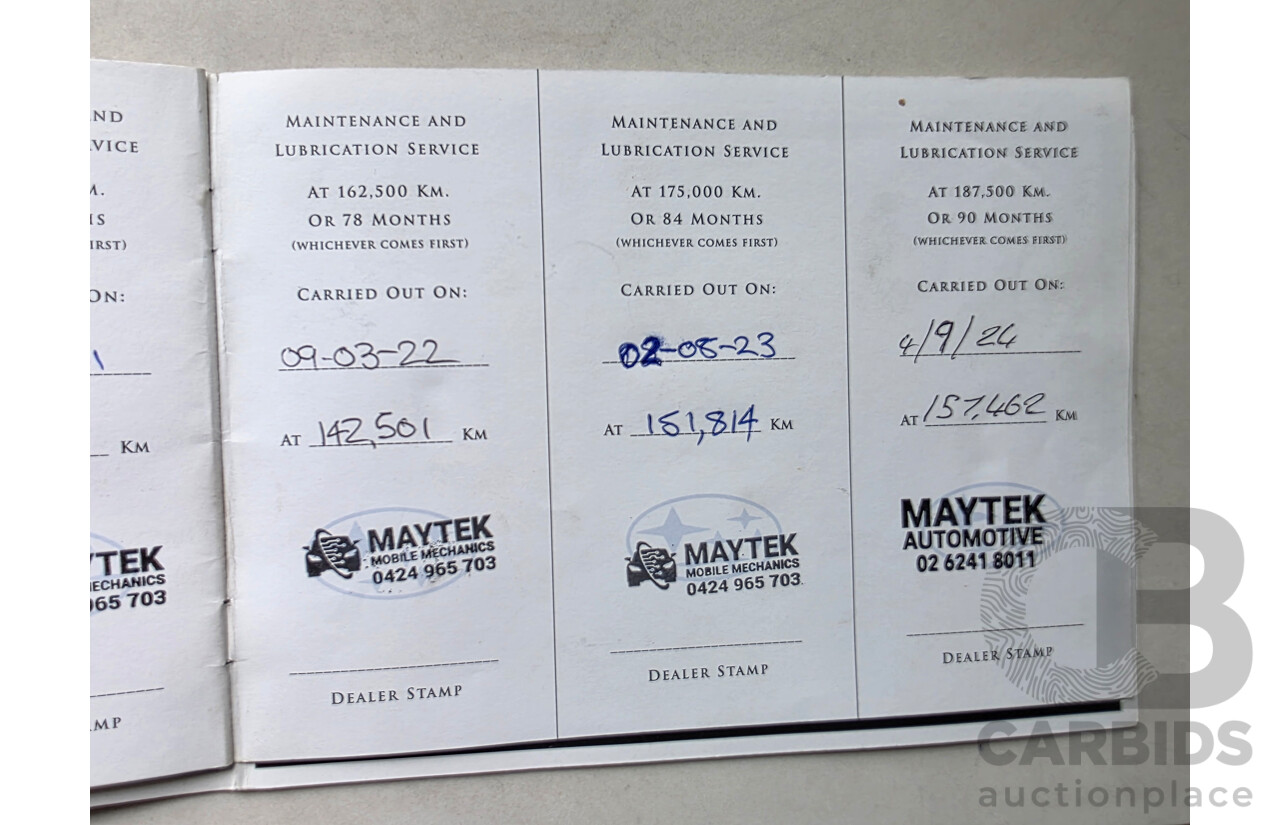 ND
VICE
M.
IS
IRST)
ON:
1
KM
TEK
ECHANICS
965 703
MP
MAINTENANCE AND
LUBRICATION SERVICE
AT 162,500 KM.
OR 78 MONTHS
(WHICHEVER COMES FIRST)
CARRIED OUT ON:
09-03-22
AT 142,501 KM
MAYTEK
MOBILE MECHANICS
0424 965 703
DEALER STAMP
MAINTENANCE AND
LUBRICATION SERVICE
AT 175,000 KM.
OR 84 MONTHS
(WHICHEVER COMES FIRST)
CARRIED OUT ON:
02-08-23
AT 151,814 KM
MAYTEK
MOBILE MECHANICS
0424 965 703
DEALER STAMP
MAINTENANCE AND
LUBRICATION SERVICE
AT 187,500 KM.
OR 90 MONTHS
(WHICHEVER COMES FIRST)
CARRIED OUT ON:
4/9/24
AT 157,462 KM
MAYTEK
AUTOMOTIVE
02 6241 8011
DEALER STAMP
CARBIDS
auctionplace